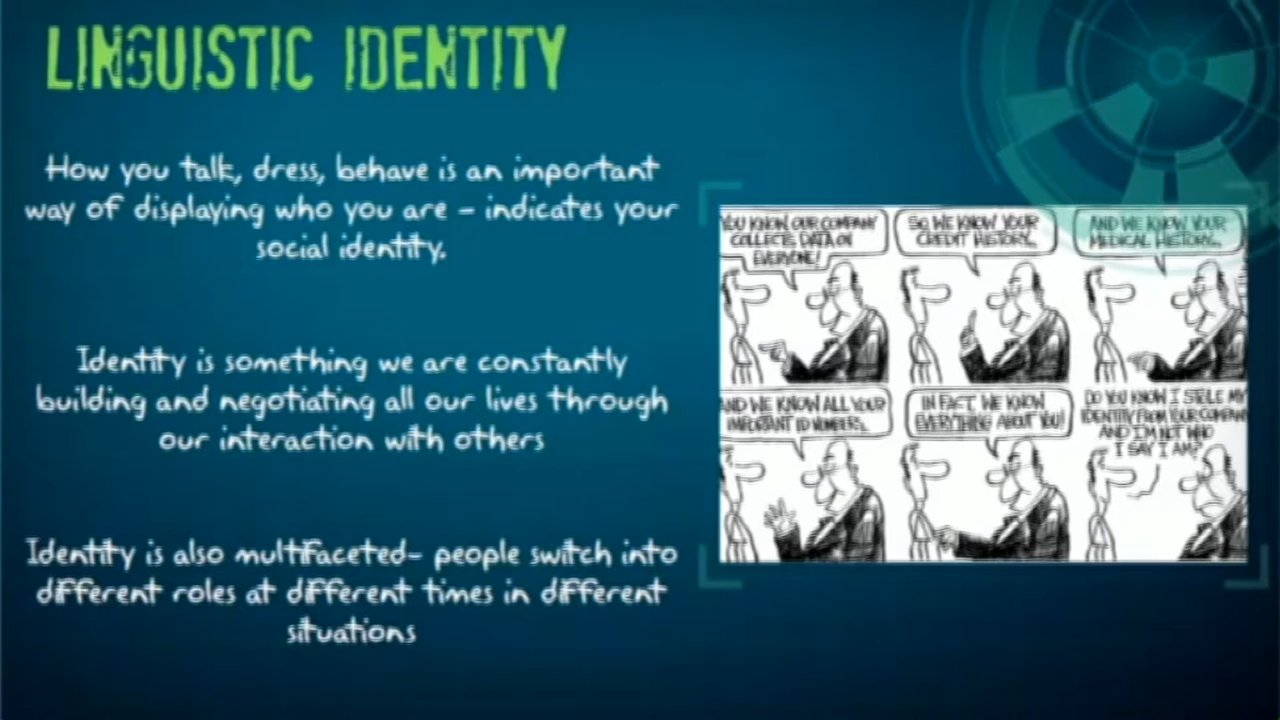 LINGUISTIC IDENTITY
How you talk, dress, behave is an important
way of displaying who you are - indicates your
social identity.
Identity is something we are constantly
building and negotiating all our lives through
our interaction with others
Identity is also multifaceted- people switch into
different roles at different times in different
situations
YOU KNOW OUR COMPANY
COLLECTS DATA ON
EVERYONE!
SO WE KNOW YOUR
CREDIT HISTORY...
AND WE KNOW YOUR
MEDICAL HISTORY...
AND WE KNOW ALL YOUR
IMPORTANT ID NUMBERS...
IN FACT, WE KNOW
EVERYTHING ABOUT YOU!
DO YOU KNOW I STOLE MY
IDENTITY FROM YOUR COMPANY
AND I'M NOT WHO
I SAY I AM?